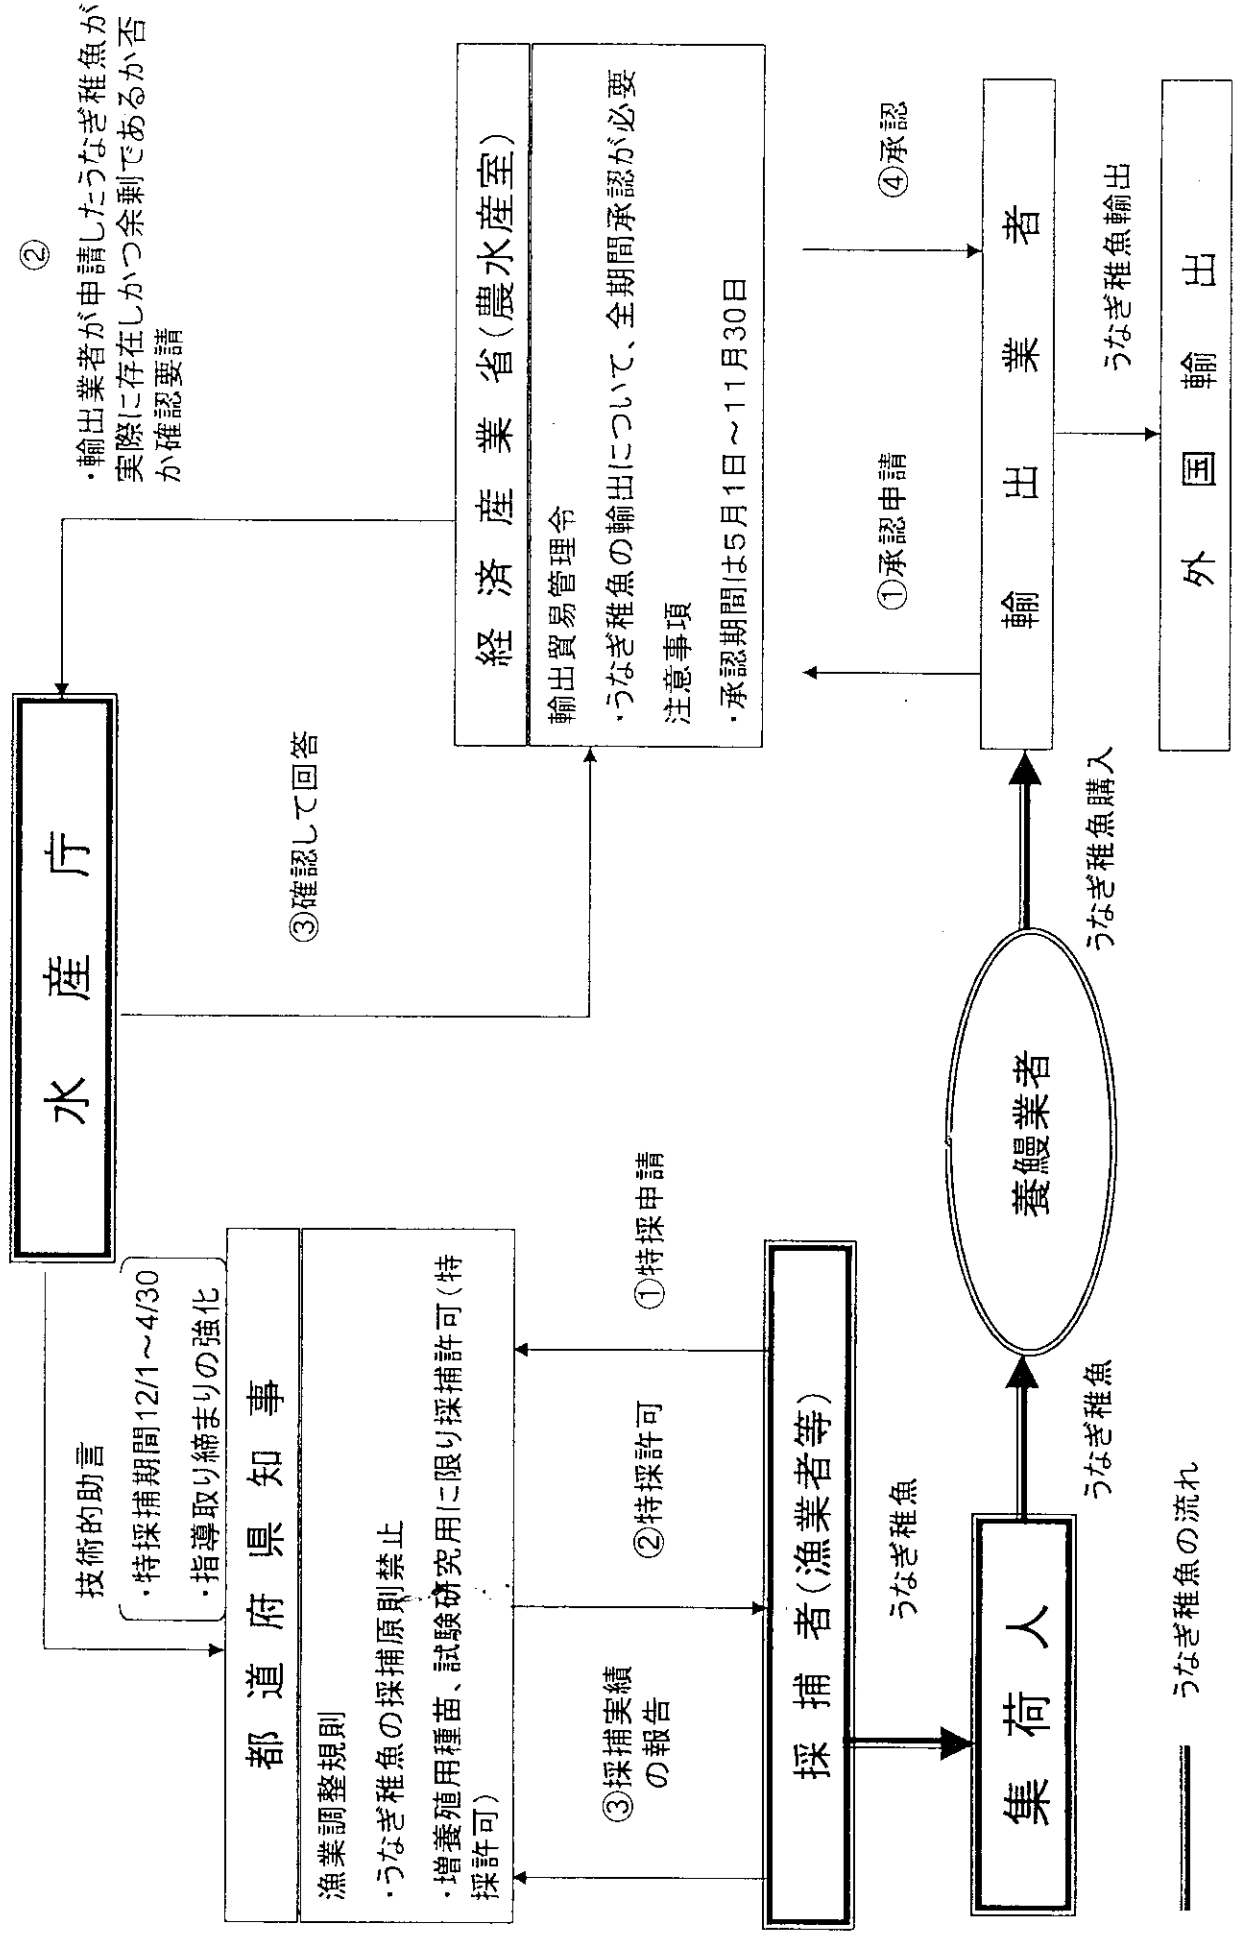 水産庁
技術的助言
・特採捕期間12/1～4/30
・指導取り締まりの強化
都道府県知事
漁業調整規則
・うなぎ稚魚の採捕原則禁止
・増養殖用種苗、試験研究用に限り採捕許可(特
採許可)
③採捕実績
の報告
②特採許可
①特採申請
採捕者(漁業者等)
うなぎ稚魚
集荷人
うなぎ稚魚
養鰻業者
うなぎ稚魚購入
うなぎ稚魚の流れ
②
・輸出業者が申請したうなぎ稚魚が
実際に存在しかつ余剰であるか否
か確認要請
③確認して回答
経済産業省(農水産室)
輸出貿易管理令
・うなぎ稚魚の輸出について、全期間承認が必要
注意事項
・承認期間は5月1日～11月30日
①承認申請
④承認
輸出業者
うなぎ稚魚輸出
外国輸出